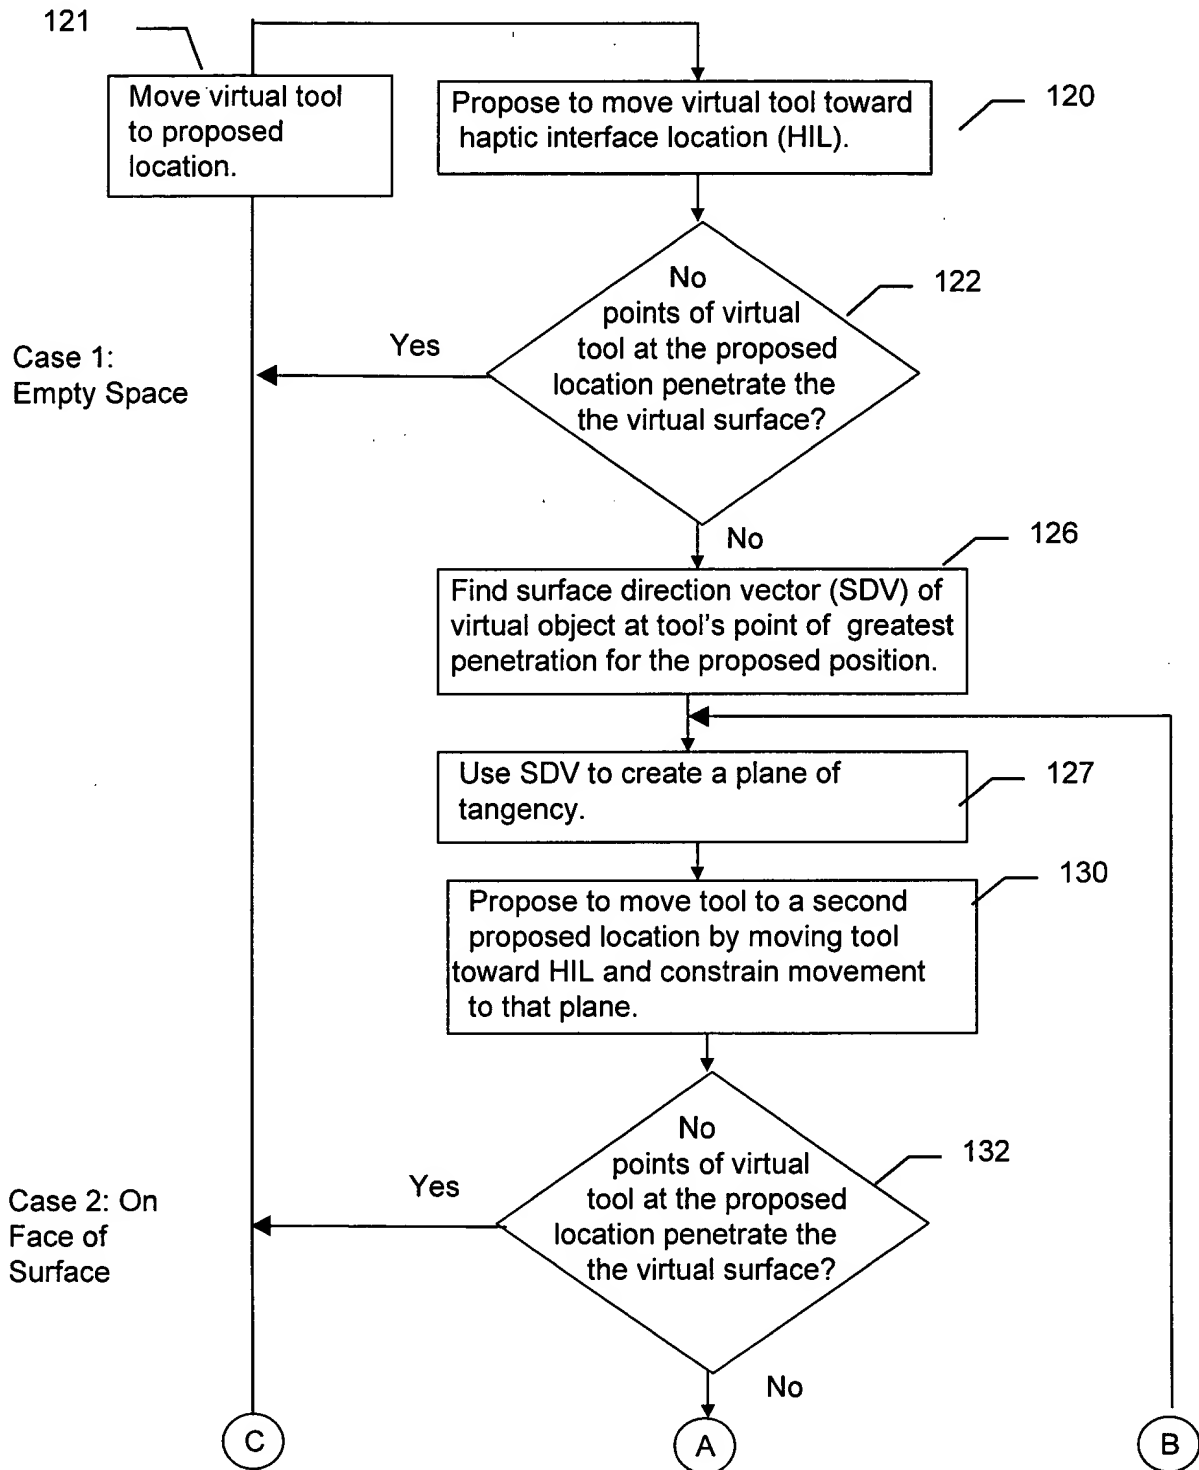 121
Move virtual tool
to proposed
location.
Propose to move virtual tool toward
haptic interface location (HIL).
120
No
points of virtual
tool at the proposed
location penetrate the
the virtual surface?
122
Yes
Case 1:
Empty Space
No
126
Find surface direction vector (SDV) of
virtual object at tool's point of greatest
penetration for the proposed position.
Use SDV to create a plane of
tangency.
127
130
Propose to move tool to a second
proposed location by moving tool
toward HIL and constrain movement
to that plane.
No
points of virtual
tool at the proposed
location penetrate the
the virtual surface?
132
Yes
Case 2: On
Face of
Surface
No
C
A
B